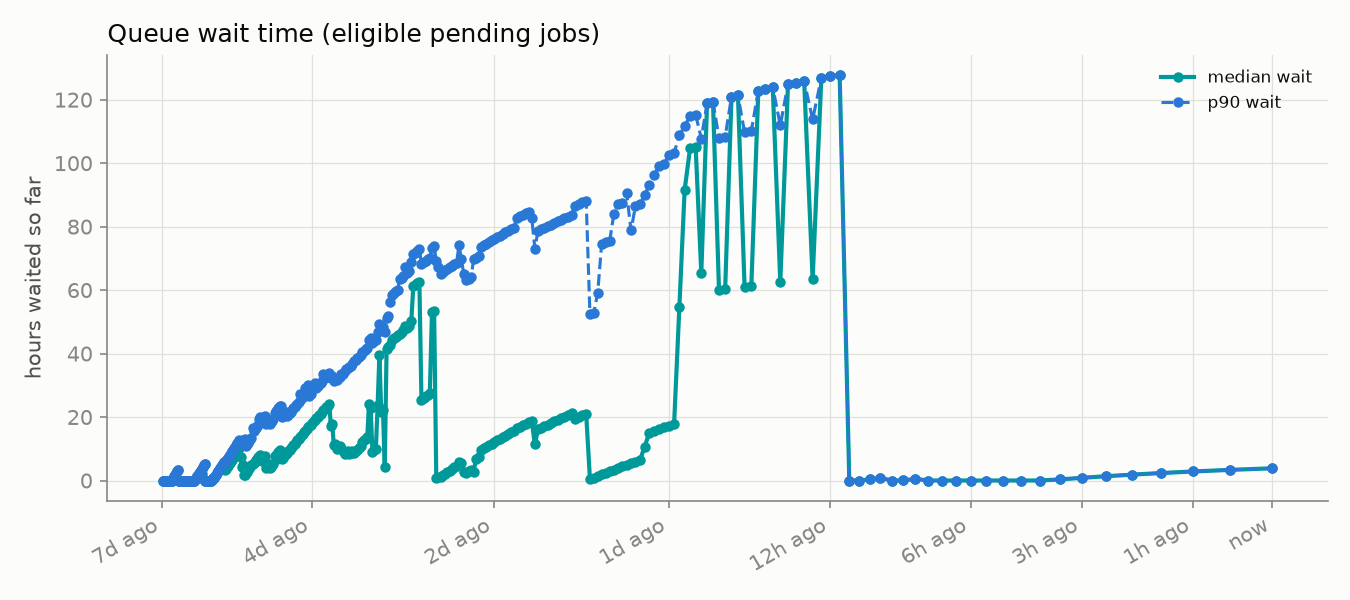 Queue wait time (eligible pending jobs)
median wait
p90 wait
hours waited so far
120
100
80
60
40
20
0
7d ago
4d ago
2d ago
1d ago
12h ago
6h ago
3h ago
1h ago
now